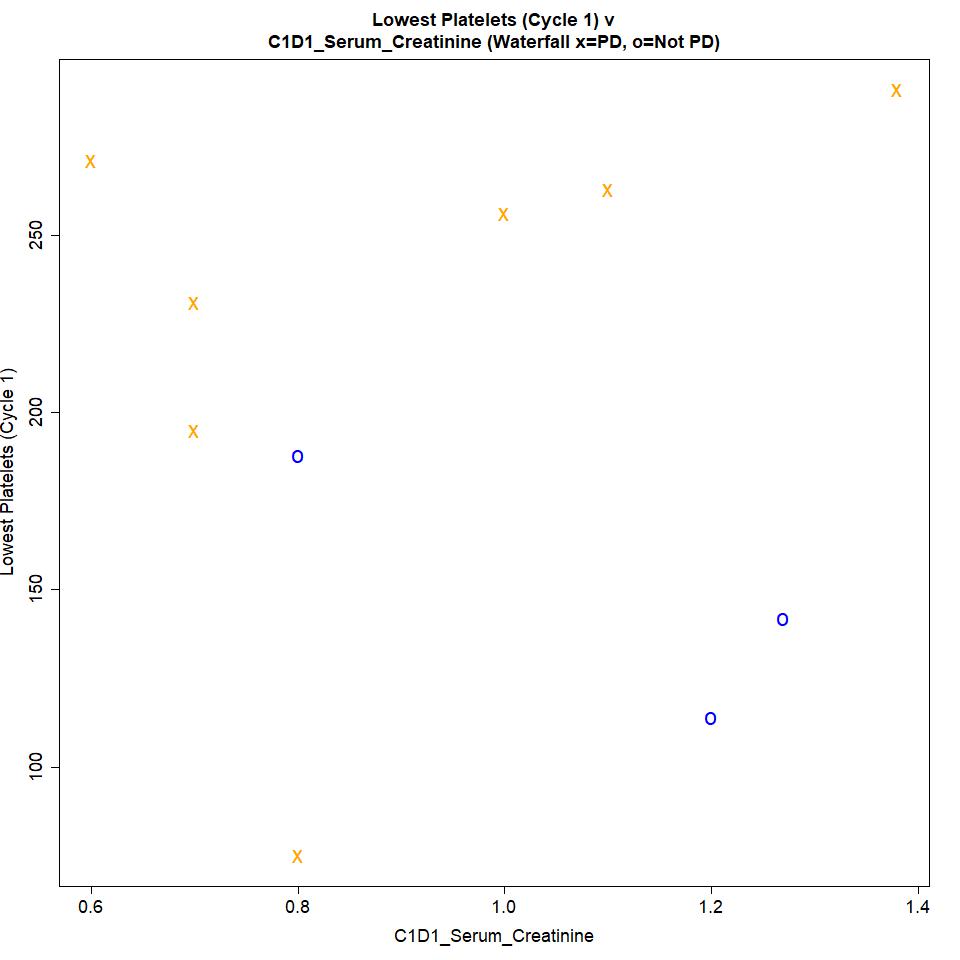 Lowest Platelets (Cycle 1) v
C1D1_Serum_Creatinine (Waterfall x=PD, o=Not PD)
Lowest Platelets (Cycle 1)
250
200
150
100
X
X
X
X
X
X
O
O
O
X
0.6
0.8
1.0
1.2
1.4
C1D1_Serum_Creatinine